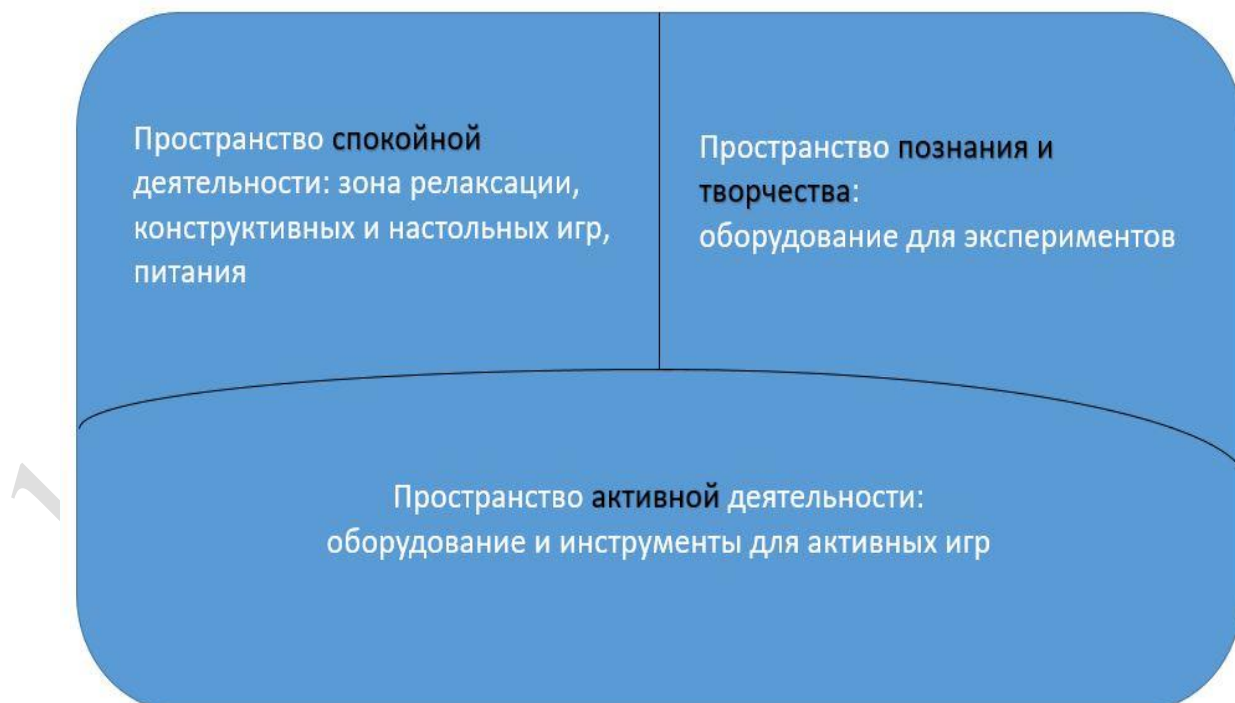 Пространство спокойной
деятельности: зона релаксации,
конструктивных и настольных игр,
питания
Пространство познания и
творчества:
оборудование для экспериментов
Пространство активной деятельности:
оборудование и инструменты для активных игр